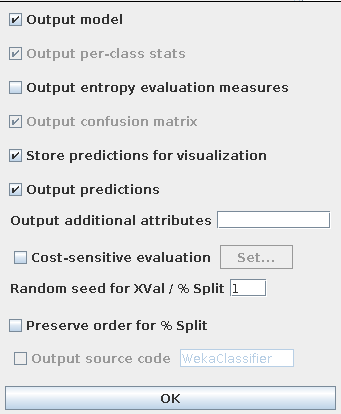 Output model
Output per-class stats
Output entropy evaluation measures
Output confusion matrix
Store predictions for visualization
Output predictions
Output additional attributes
Cost-sensitive evaluation Set...
Random seed for XVal / % Split 1
Preserve order for % Split
Output source code WekaClassifier
OK